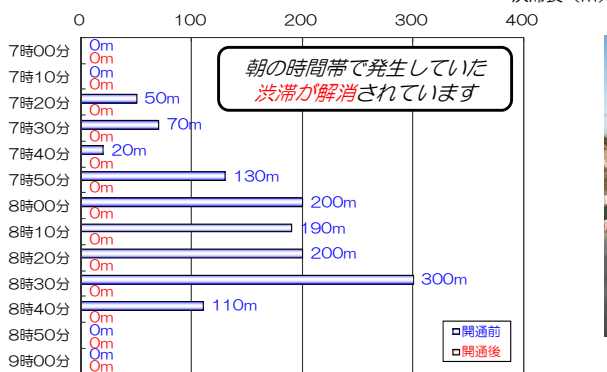 渋滞長（m）
0 100 200 300 400
7時00分 0m
0m
7時10分 0m
0m
7時20分 50m
0m
7時30分 70m
0m
7時40分 20m
0m
7時50分 130m
0m
8時00分 200m
0m
8時10分 190m
0m
8時20分 200m
0m
8時30分 300m
0m
8時40分 110m
0m
8時50分 0m
0m
9時00分 0m
0m
朝の時間帯で発生していた
渋滞が解消されています
開通前
開通後